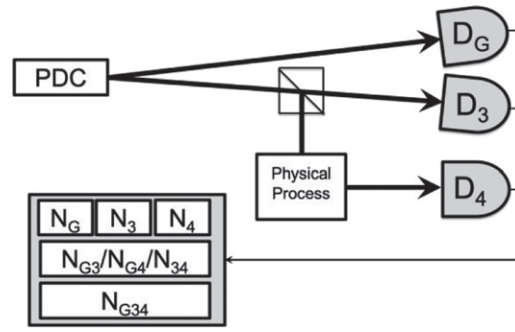 D_G
PDC
D_3
Physical
Process
D_4
N_G N_3 N_4
N_G3/N_G4/N_34
N_G34